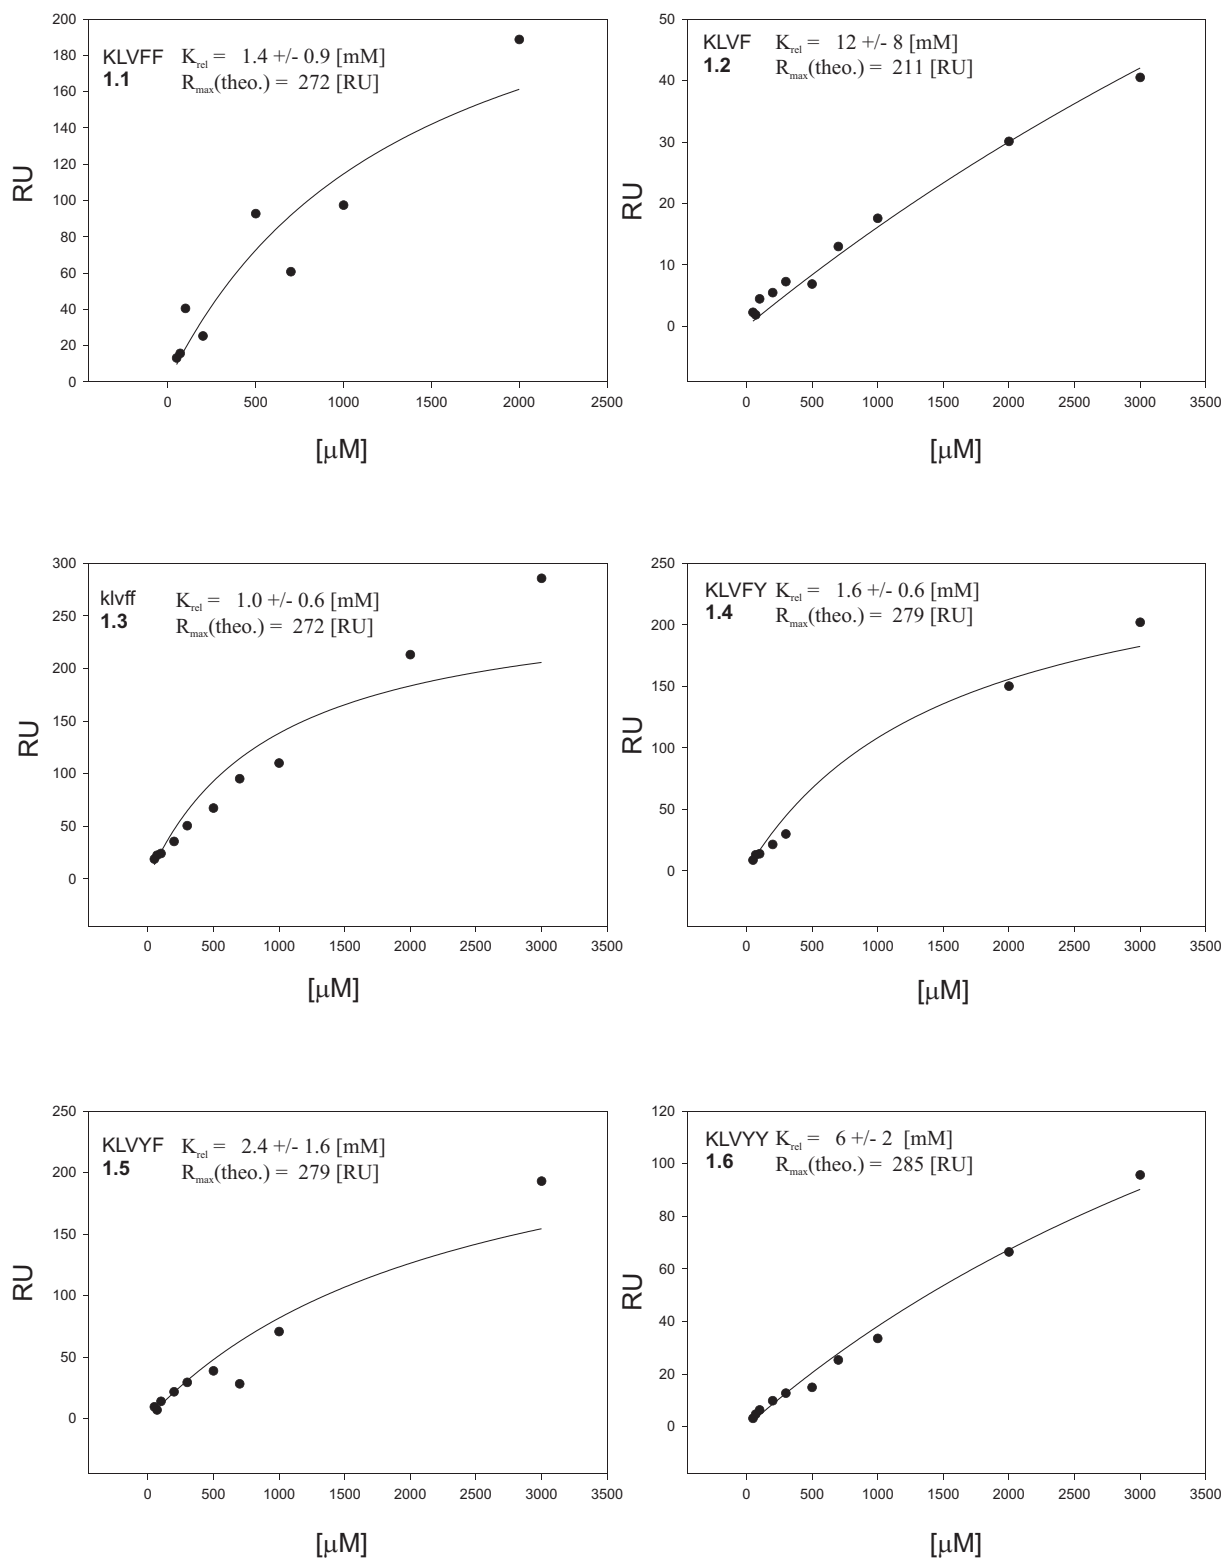 KLVFF K_rel = 1.4 +/- 0.9 [mM]
1.1 R_max(theo.) = 272 [RU]
200
180
160
140
120
100
80
60
40
20
0
RU
0 500 1000 1500 2000 2500
[μM]
KLVF K_rel = 12 +/- 8 [mM]
1.2 R_max(theo.) = 211 [RU]
50
40
30
20
10
0
RU
0 500 1000 1500 2000 2500 3000 3500
[μM]
klvff K_rel = 1.0 +/- 0.6 [mM]
1.3 R_max(theo.) = 272 [RU]
300
250
200
150
100
50
0
RU
0 500 1000 1500 2000 2500 3000 3500
[μM]
KLVFY K_rel = 1.6 +/- 0.6 [mM]
1.4 R_max(theo.) = 279 [RU]
250
200
150
100
50
0
RU
0 500 1000 1500 2000 2500 3000 3500
[μM]
KLVYF K_rel = 2.4 +/- 1.6 [mM]
1.5 R_max(theo.) = 279 [RU]
250
200
150
100
50
0
RU
0 500 1000 1500 2000 2500 3000 3500
[μM]
KLVYY K_rel = 6 +/- 2 [mM]
1.6 R_max(theo.) = 285 [RU]
120
100
80
60
40
20
0
RU
0 500 1000 1500 2000 2500 3000 3500
[μM]